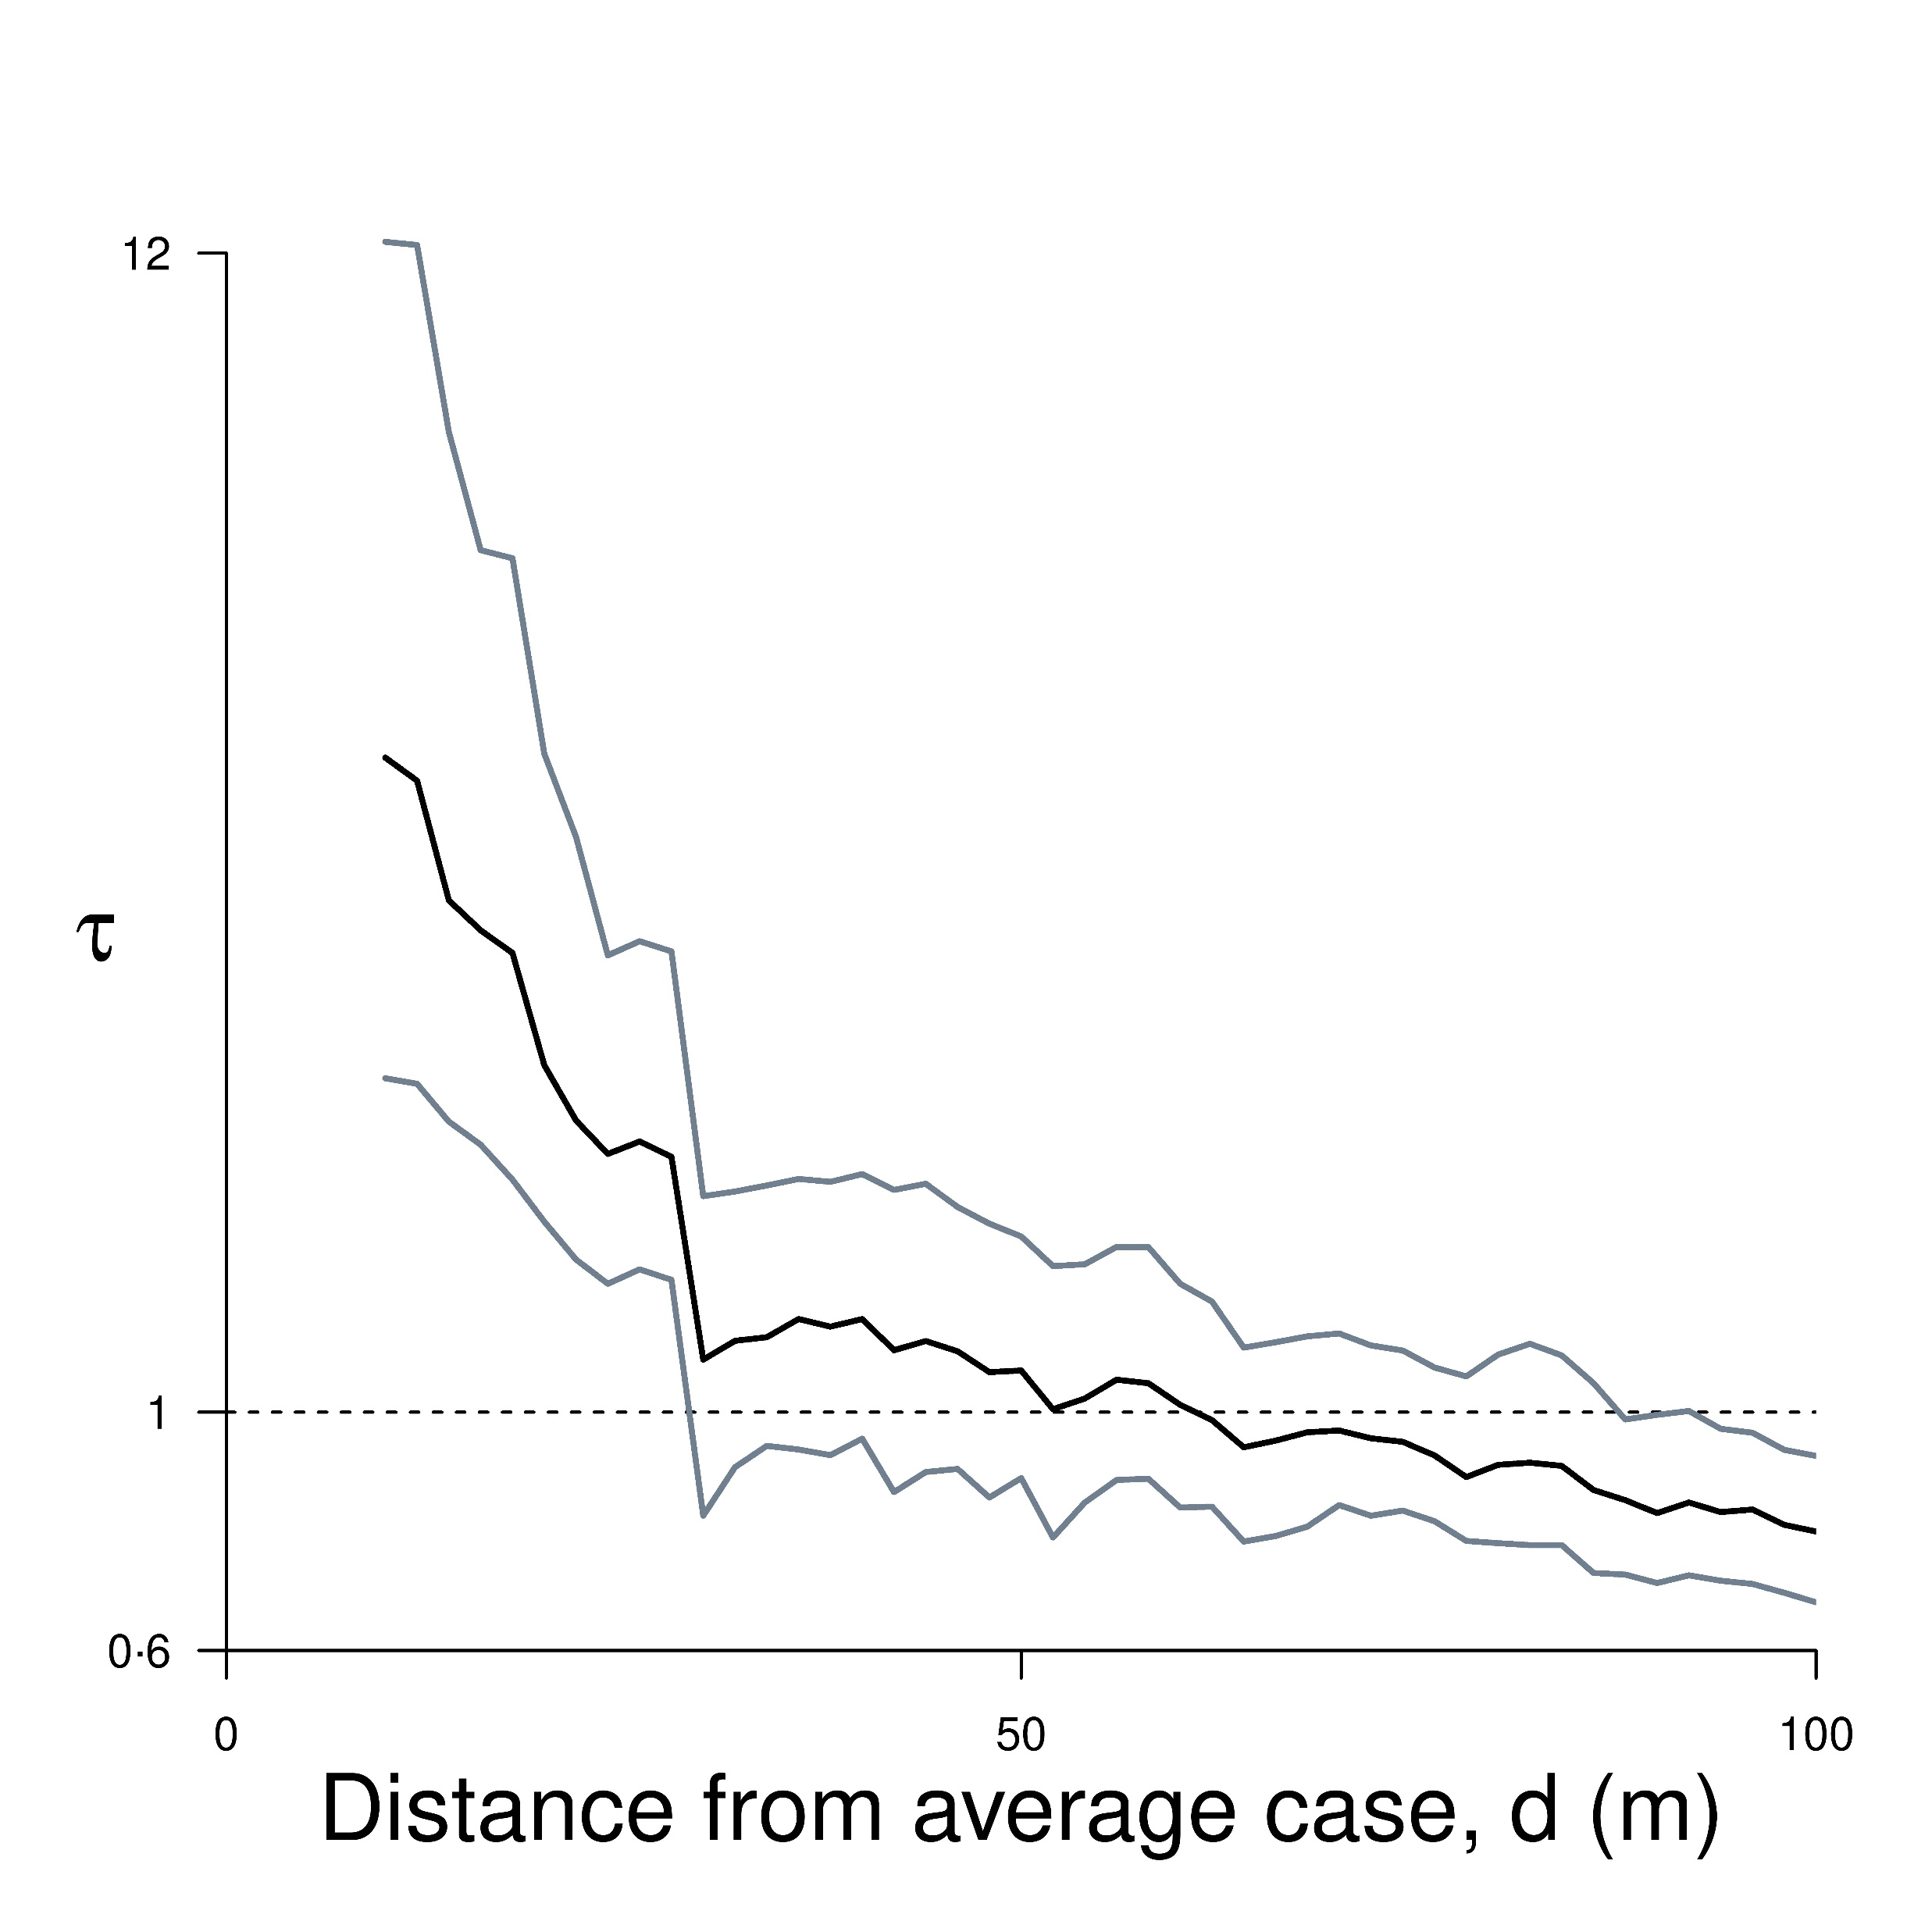 12
τ
1
0·6
0 50 100
Distance from average case, d (m)